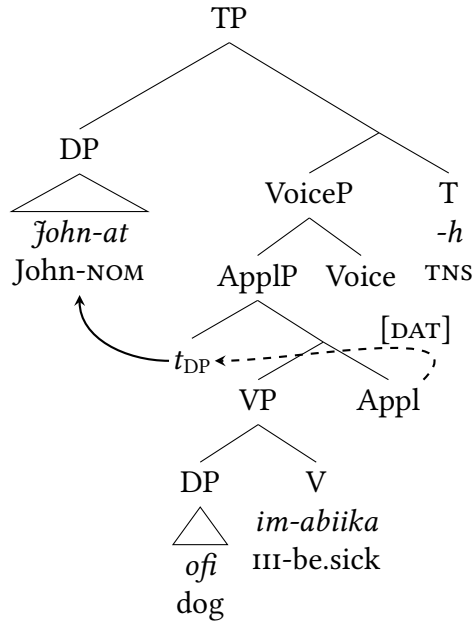 TP
DP
VoiceP T
John-at -h
John-NOM TNS
ApplP Voice
[DAT]
tDP
VP Appl
DP V
ofi im-abiika
dog III-be.sick